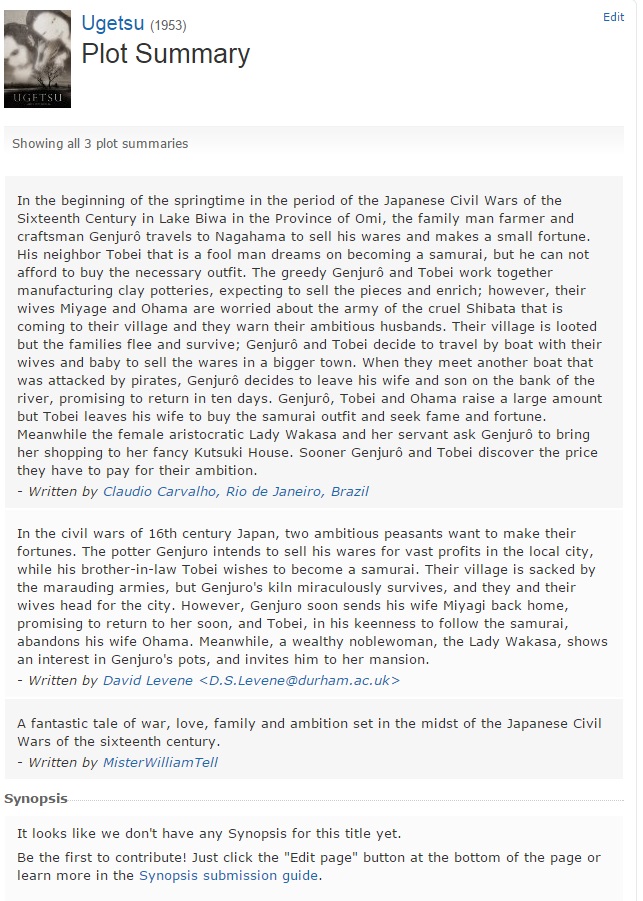 Ugetsu (1953)
Edit
Plot Summary
UGETSU
Showing all 3 plot summaries
In the beginning of the springtime in the period of the Japanese Civil Wars of the
Sixteenth Century in Lake Biwa in the Province of Omi, the family man farmer and
craftsman Genjurô travels to Nagahama to sell his wares and makes a small fortune.
His neighbor Tobei that is a fool man dreams on becoming a samurai, but he can not
afford to buy the necessary outfit. The greedy Genjurô and Tobei work together
manufacturing clay potteries, expecting to sell the pieces and enrich; however, their
wives Miyage and Ohama are worried about the army of the cruel Shibata that is
coming to their village and they warn their ambitious husbands. Their village is looted
but the families flee and survive; Genjurô and Tobei decide to travel by boat with their
wives and baby to sell the wares in a bigger town. When they meet another boat that
was attacked by pirates, Genjurô decides to leave his wife and son on the bank of the
river, promising to return in ten days. Genjurô, Tobei and Ohama raise a large amount
but Tobei leaves his wife to buy the samurai outfit and seek fame and fortune.
Meanwhile the female aristocratic Lady Wakasa and her servant ask Genjurô to bring
her shopping to her fancy Kutsuki House. Sooner Genjurô and Tobei discover the price
they have to pay for their ambition.
- Written by Claudio Carvalho, Rio de Janeiro, Brazil
In the civil wars of 16th century Japan, two ambitious peasants want to make their
fortunes. The potter Genjuro intends to sell his wares for vast profits in the local city,
while his brother-in-law Tobei wishes to become a samurai. Their village is sacked by
the marauding armies, but Genjuro's kiln miraculously survives, and they and their
wives head for the city. However, Genjuro soon sends his wife Miyagi back home,
promising to return to her soon, and Tobei, in his keenness to follow the samurai,
abandons his wife Ohama. Meanwhile, a wealthy noblewoman, the Lady Wakasa, shows
an interest in Genjuro's pots, and invites him to her mansion.
- Written by David Levene <D.S.Levene@durham.ac.uk>
A fantastic tale of war, love, family and ambition set in the midst of the Japanese Civil
Wars of the sixteenth century.
- Written by MisterWilliamTell
Synopsis
It looks like we don't have any Synopsis for this title yet.
Be the first to contribute! Just click the "Edit page" button at the bottom of the page or
learn more in the Synopsis submission guide.